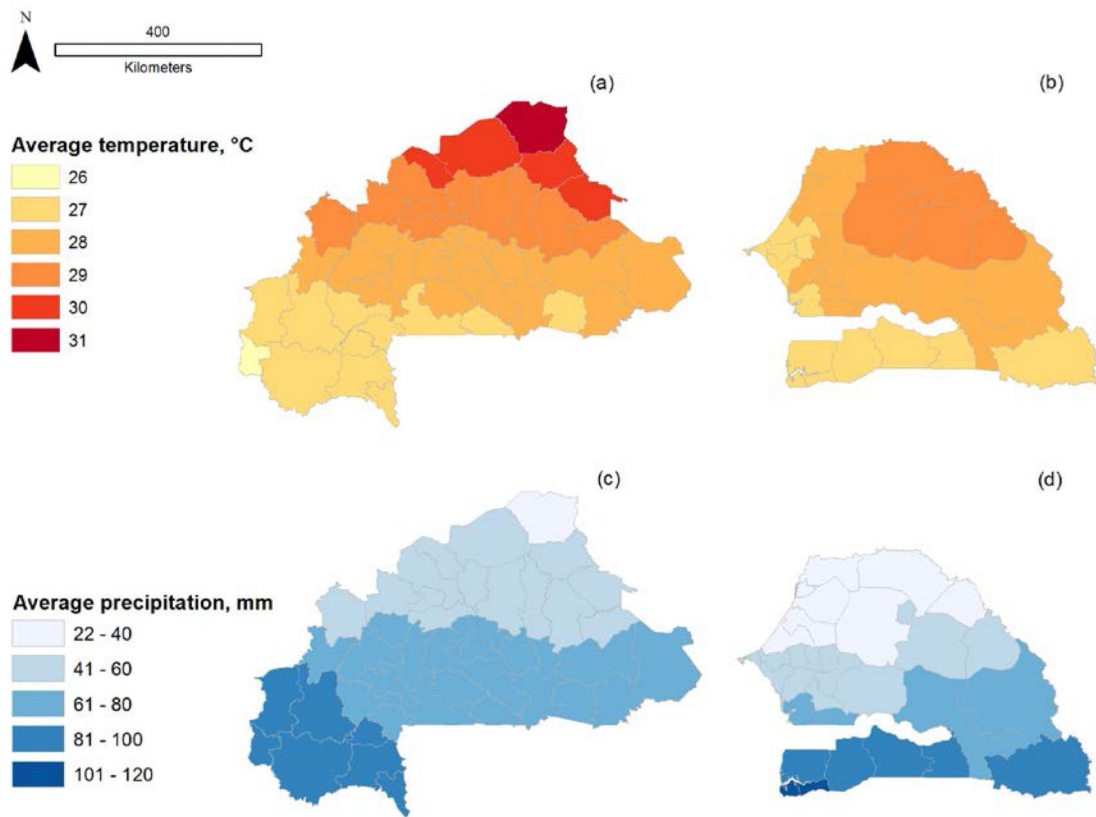 N
400
Kilometers
(a)
(b)
Average temperature, °C
26
27
28
29
30
31
(c)
(d)
Average precipitation, mm
22 - 40
41 - 60
61 - 80
81 - 100
101 - 120